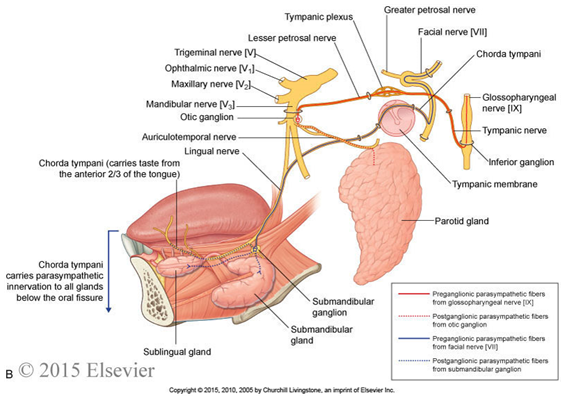 Greater petrosal nerve
Tympanic plexus
Facial nerve [VII]
Lesser petrosal nerve
Chorda tympani
Trigeminal nerve [V]
Ophthalmic nerve [V1]
Maxillary nerve [V2]
Mandibular nerve [V3]
Otic ganglion
Glossopharyngeal
nerve [IX]
Tympanic nerve
Auriculotemporal nerve
Lingual nerve
Inferior ganglion
Chorda tympani (carries taste from
the anterior 2/3 of the tongue)
Tympanic membrane
Parotid gland
Chorda tympani
carries parasympathetic
innervation to all glands
below the oral fissure
Submandibular
ganglion
Submandibular
gland
Sublingual gland
Preganglionic parasympathetic fibers
from glossopharyngeal nerve [IX]
Postganglionic parasympathetic fibers
from otic ganglion
Preganglionic parasympathetic fibers
from facial nerve [VII]
Postganglionic parasympathetic fibers
from submandibular ganglion
B © 2015 Elsevier
Copyright © 2015, 2010, 2005 by Churchill Livingstone, an imprint of Elsevier Inc.